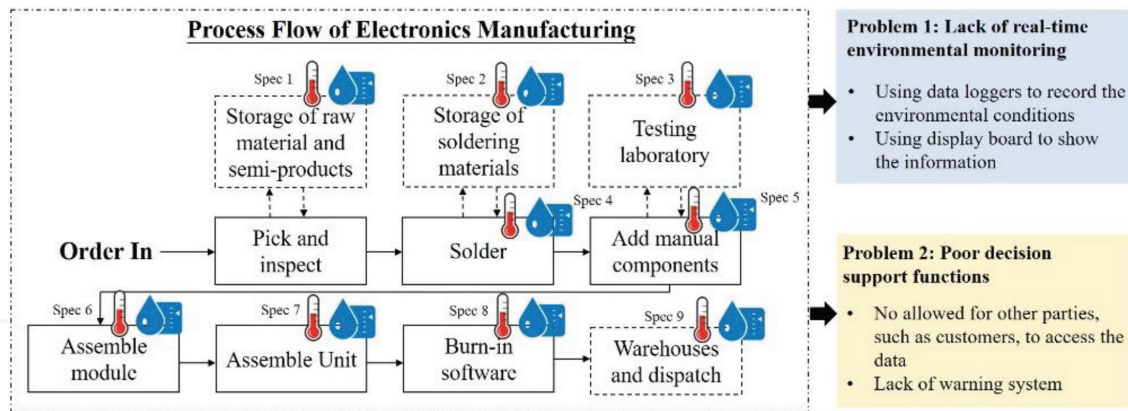 Process Flow of Electronics Manufacturing
Spec 1
Spec 2
Spec 3
Storage of raw
material and
semi-products
Storage of
soldering
materials
Testing
laboratory
Spec 4
Spec 5
Order In
Pick and
inspect
Solder
Add manual
components
Spec 6
Spec 7
Spec 8
Spec 9
Assemble
module
Assemble Unit
Burn-in
software
Warehouses
and dispatch
Problem 1: Lack of real-time
environmental monitoring
• Using data loggers to record the
environmental conditions
• Using display board to show
the information
Problem 2: Poor decision
support functions
• No allowed for other parties,
such as customers, to access the
data
• Lack of warning system